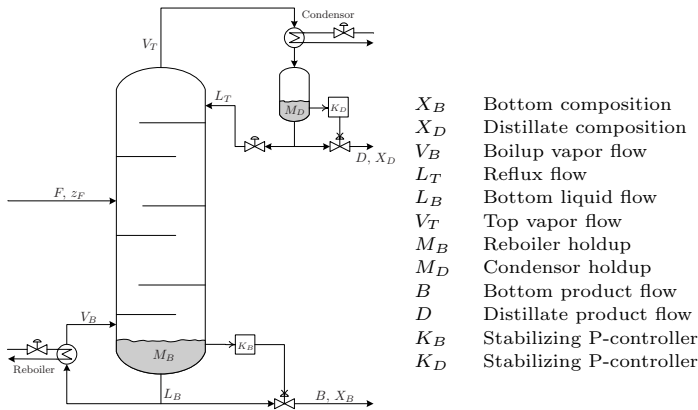 Condensor
V_T
L_T
M_D
K_D
D, X_D
F, z_F
V_B
M_B
K_B
Reboiler
L_B
B, X_B
X_B Bottom composition
X_D Distillate composition
V_B Boilup vapor flow
L_T Reflux flow
L_B Bottom liquid flow
V_T Top vapor flow
M_B Reboiler holdup
M_D Condensor holdup
B Bottom product flow
D Distillate product flow
K_B Stabilizing P-controller
K_D Stabilizing P-controller